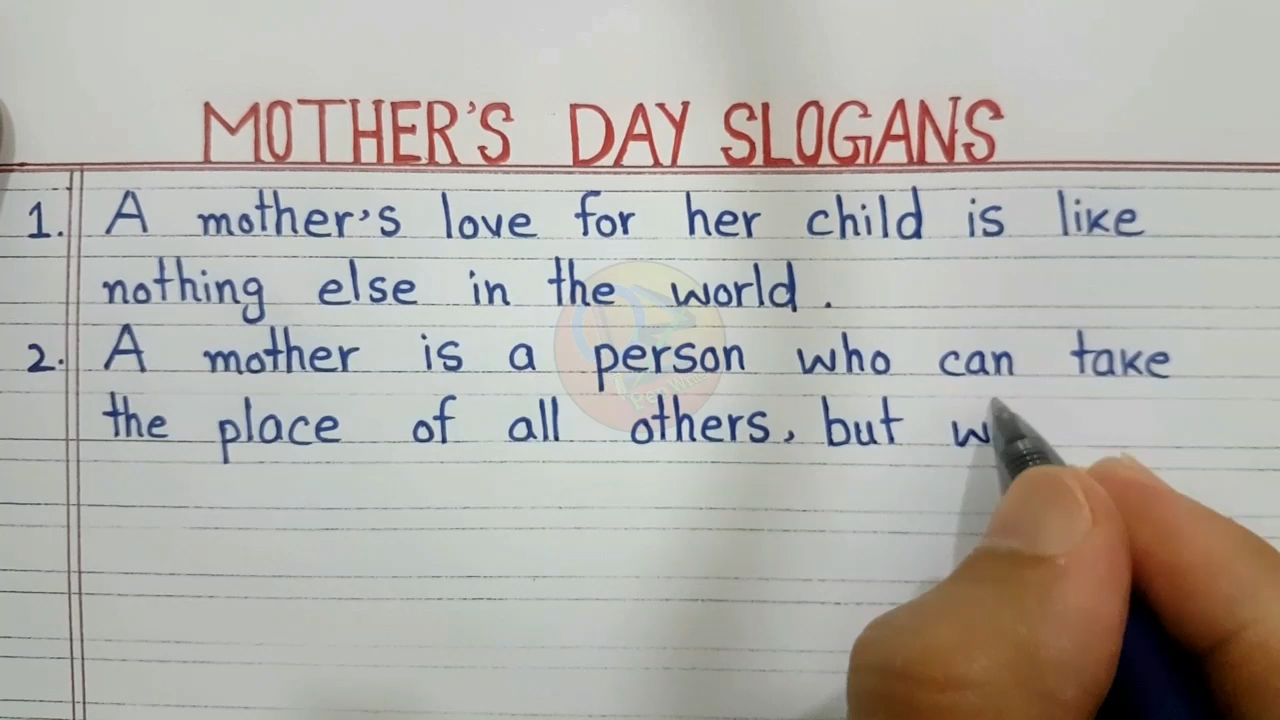 MOTHER'S DAY SLOGANS
1. A mother's love for her child is like
nothing else in the world.
2. A mother is a person who can take
the place of all others, but w